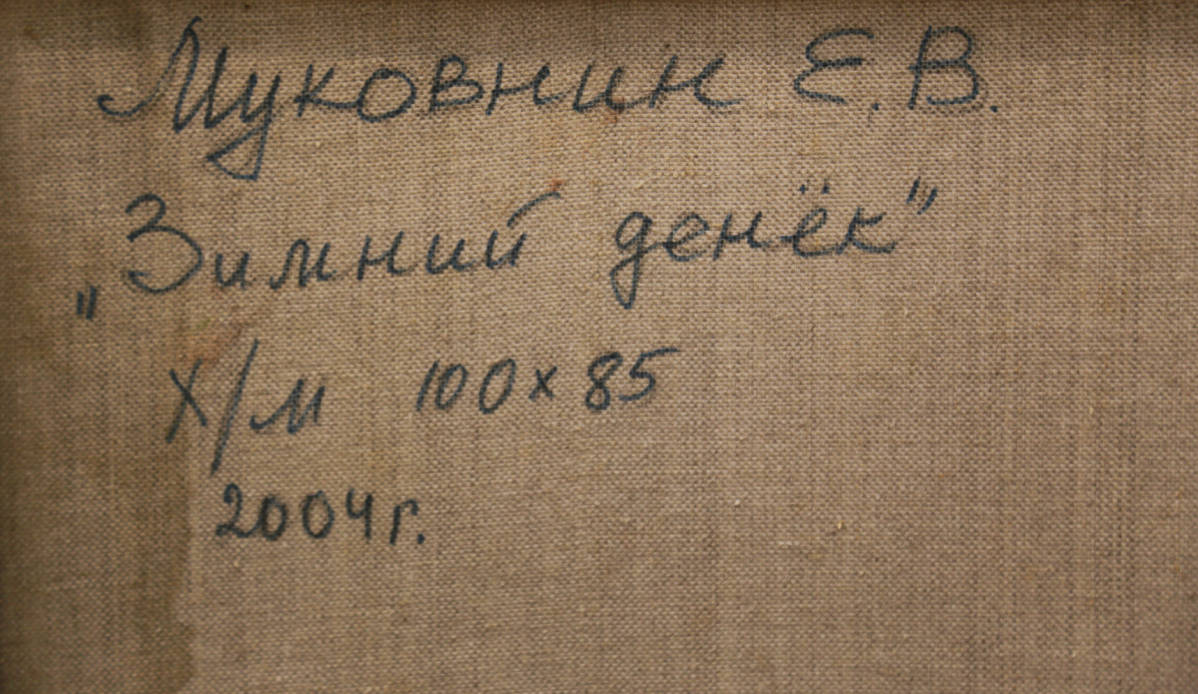 Муковнин Е.В.
„Зимний денёк"
х/м 100×85
2004г.